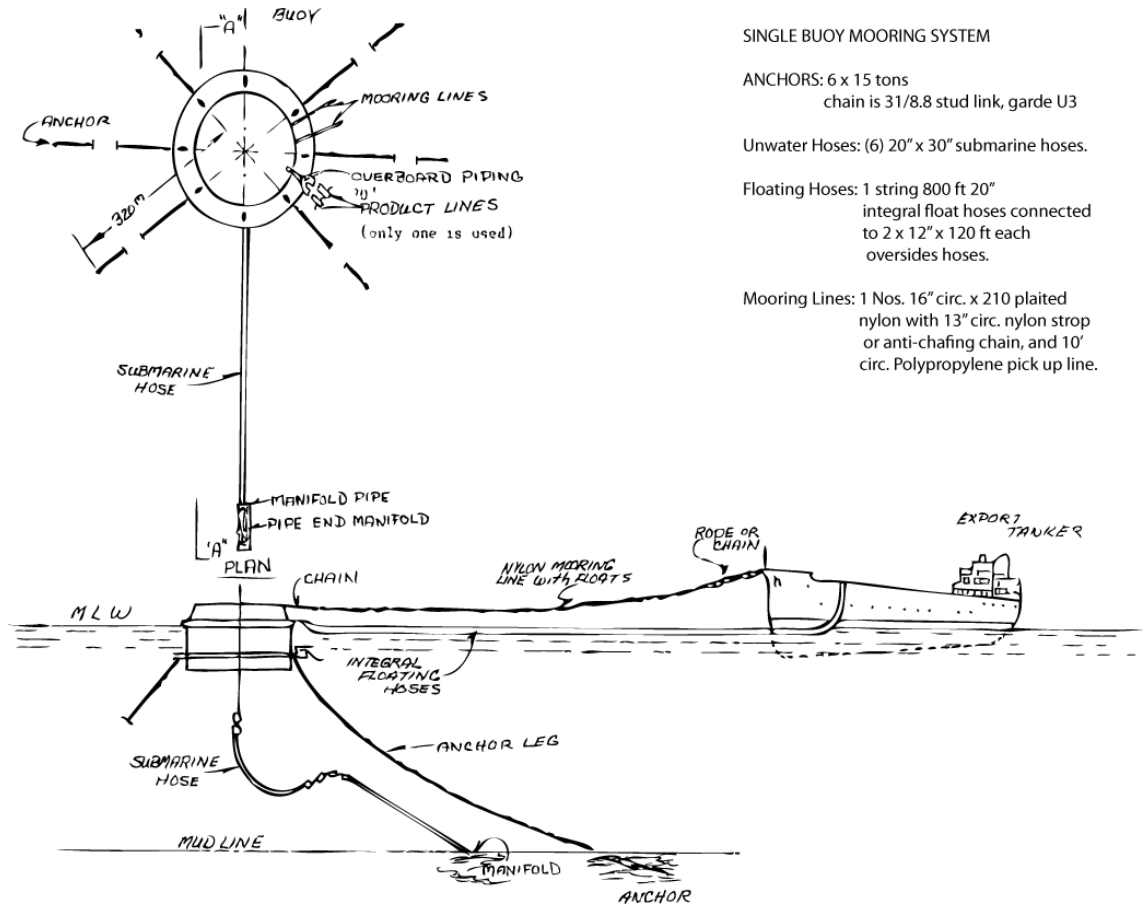 "A"
BUOY
MOORING LINES
ANCHOR
OVERBOARD PIPING
PRODUCT LINES
(only one is used)
320m
SUBMARINE
HOSE
MANIFOLD PIPE
PIPE END MANIFOLD
"A"
PLAN
SINGLE BUOY MOORING SYSTEM
ANCHORS: 6 x 15 tons
chain is 31/8.8 stud link, garde U3
Unwater Hoses: (6) 20" x 30" submarine hoses.
Floating Hoses: 1 string 800 ft 20"
integral float hoses connected
to 2 x 12" x 120 ft each
oversides hoses.
Mooring Lines: 1 Nos. 16" circ. x 210 plaited
nylon with 13" circ. nylon strop
or anti-chafing chain, and 10'
circ. Polypropylene pick up line.
EXPORT
TANKER
ROPE OR
CHAIN
NYLON MOORING
LINE WITH FLOATS
CHAIN
MLW
INTEGRAL
FLOATING
HOSES
ANCHOR LEG
SUBMARINE
HOSE
MUD LINE
MANIFOLD
ANCHOR